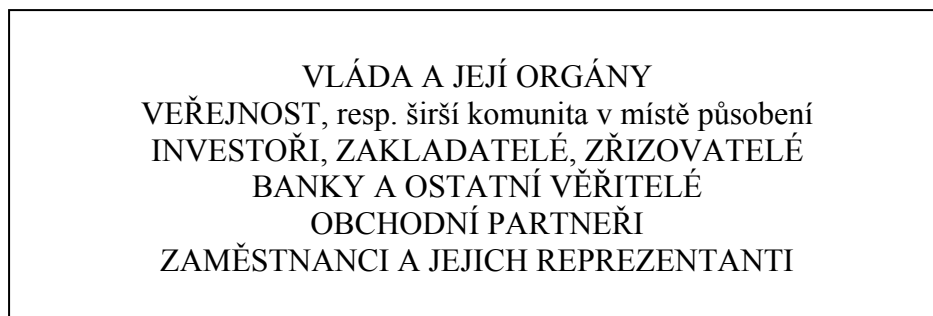 VLÁDA A JEJÍ ORGÁNY
VEŘEJNOST, resp. širší komunita v místě působení
INVESTOŘI, ZAKLADATELÉ, ZŘIZOVATELÉ
BANKY A OSTATNÍ VĚŘITELÉ
OBCHODNÍ PARTNEŘI
ZAMĚSTNANCI A JEJICH REPREZENTANTI